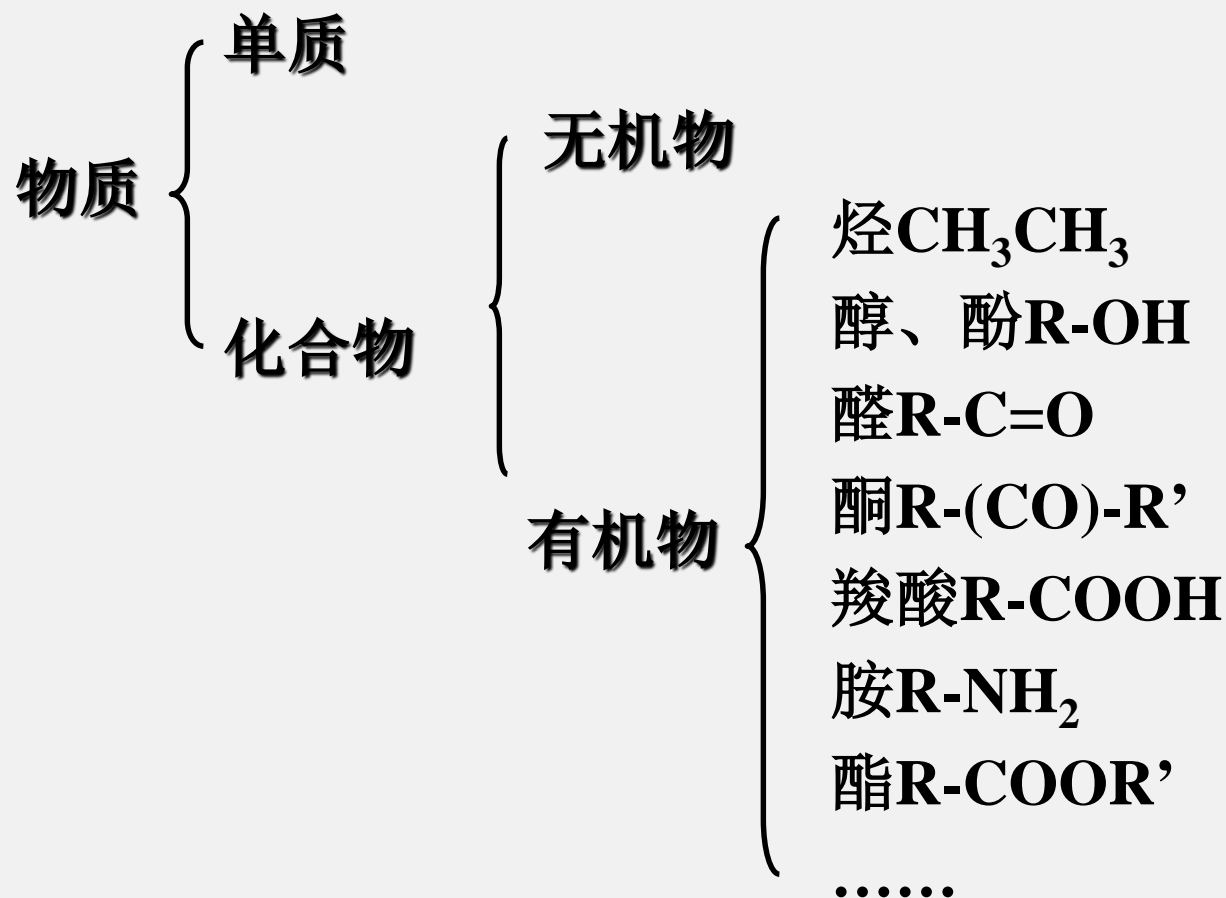 单质
无机物
物质
烃CH₃CH₃
醇、酚R-OH
化合物
醛R-C=O
酮R-(CO)-R’
有机物
羧酸R-COOH
胺R-NH₂
酯R-COOR’
……